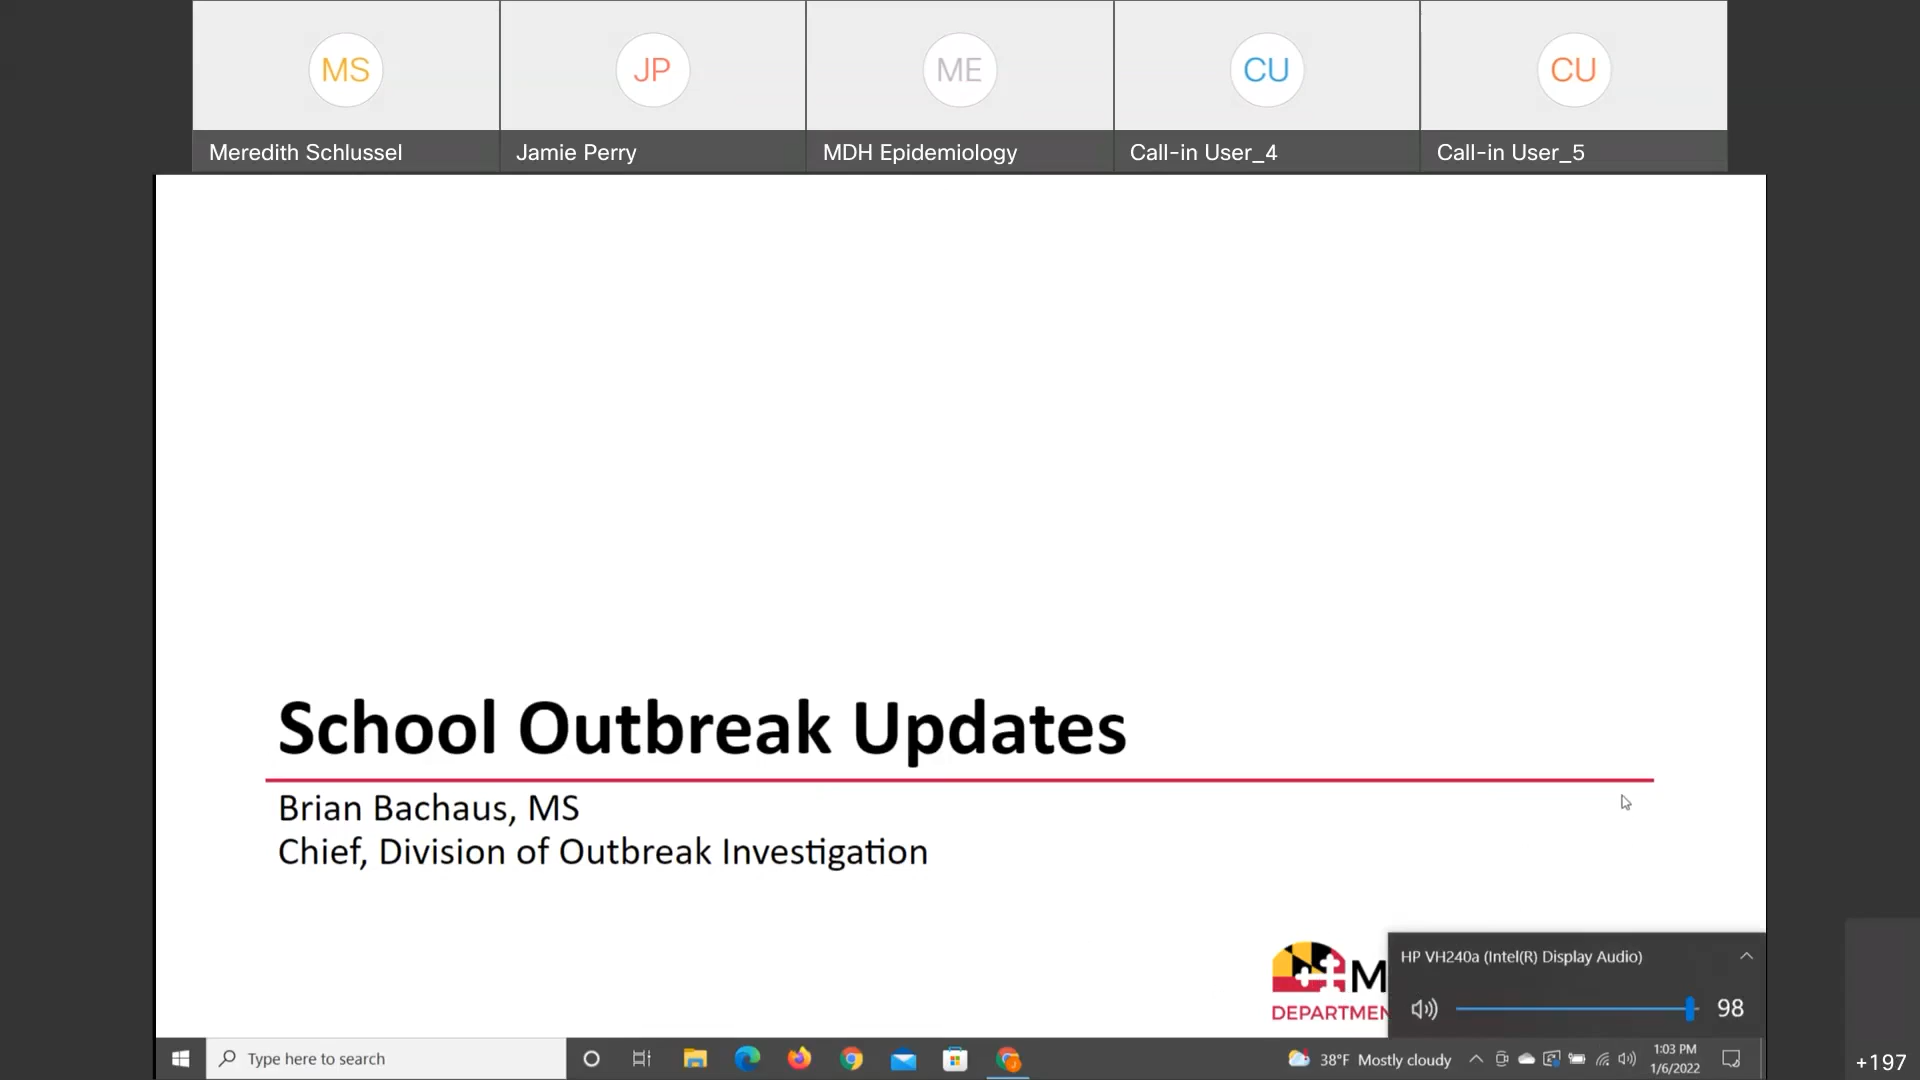 MS
JP
ME
CU
CU
Meredith Schlussel
Jamie Perry
MDH Epidemiology
Call-in User_4
Call-in User_5
School Outbreak Updates
Brian Bachaus, MS
Chief, Division of Outbreak Investigation
M
DEPARTMEN
HP VH240a (Intel(R) Display Audio)
98
Type here to search
38°F Mostly cloudy
1:03 PM
1/6/2022
+197